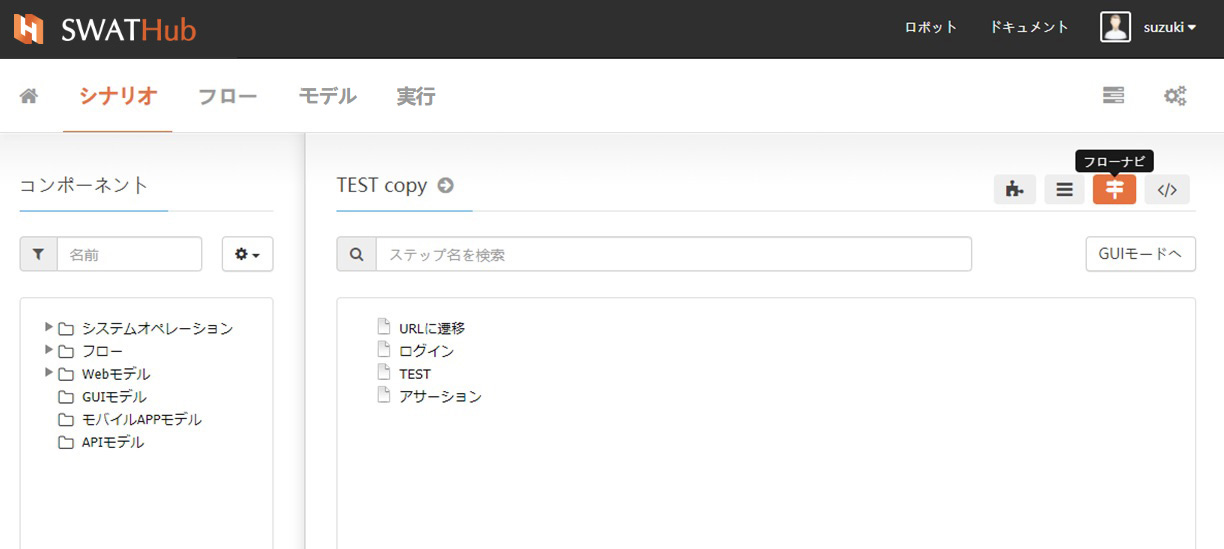 SWATHub
ロボット ドキュメント suzuki
シナリオ フロー モデル 実行
フローナビ
コンポーネント
TEST copy
名前
ステップ名を検索
GUIモードへ
システムオペレーション
フロー
Webモデル
GUIモデル
モバイルAPPモデル
APIモデル
URLに遷移
ログイン
TEST
アサーション